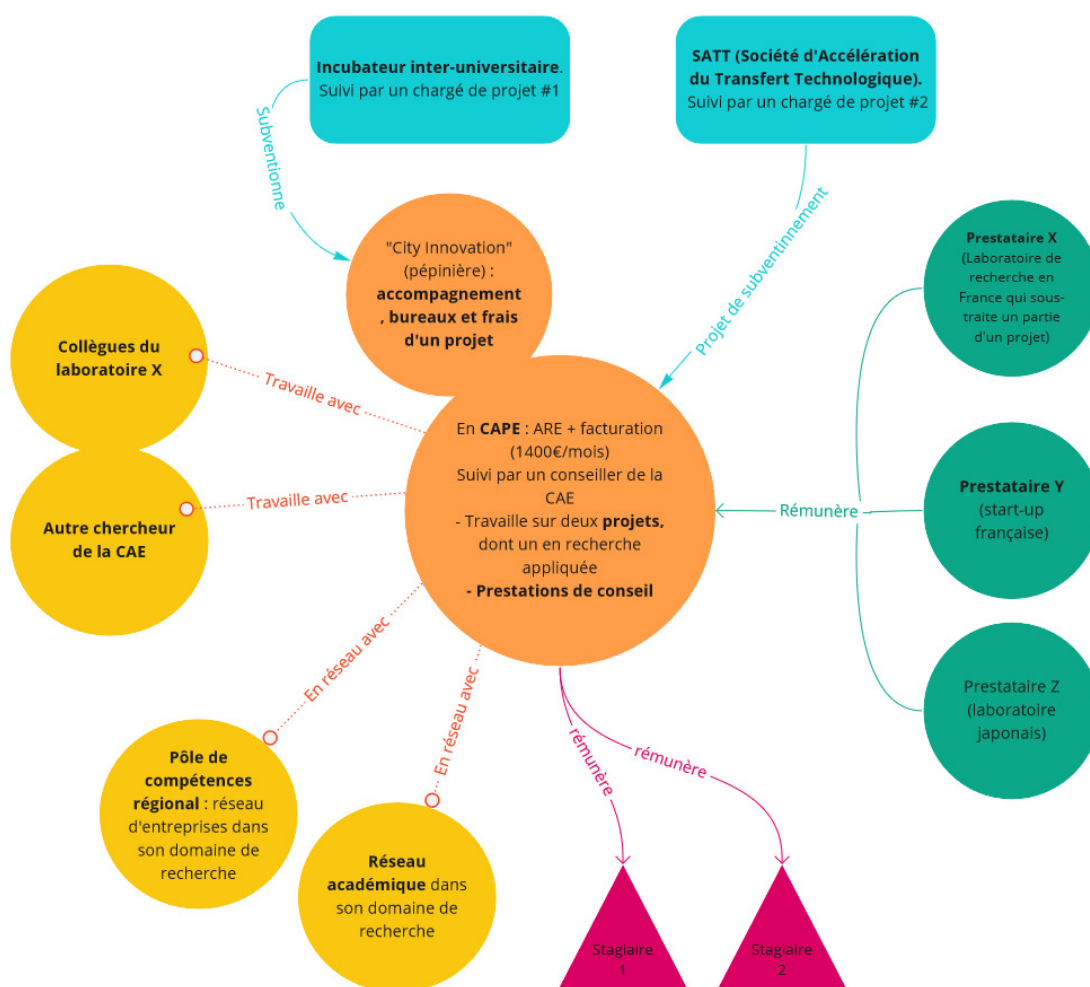 Incubateur inter-universitaire.
Suivi par un chargé de projet #1
SATT (Société d'Accélération
du Transfert Technologique).
Suivi par un chargé de projet #2
Subventionne
Projet de subventinnement
"City Innovation"
(pépinière) :
accompagnement
, bureaux et frais
d'un projet
Prestataire X
(Laboratoire de
recherche en
France qui sous-
traite un partie
d'un projet)
Collègues du
laboratoire X
Travaille avec
En CAPE : ARE + facturation
(1400€/mois)
Suivi par un conseiller de la
CAE
- Travaille sur deux projets,
dont un en recherche
appliquée
- Prestations de conseil
Travaille avec
Autre chercheur
de la CAE
Rémunère
Prestataire Y
(start-up
française)
En réseau avec
En réseau avec
Prestataire Z
(laboratoire
japonais)
Pôle de
compétences
régional : réseau
d'entreprises dans
son domaine de
recherche
Réseau
académique dans
son domaine de
recherche
rémunère
rémunère
Stagiaire
1
Stagiaire
2